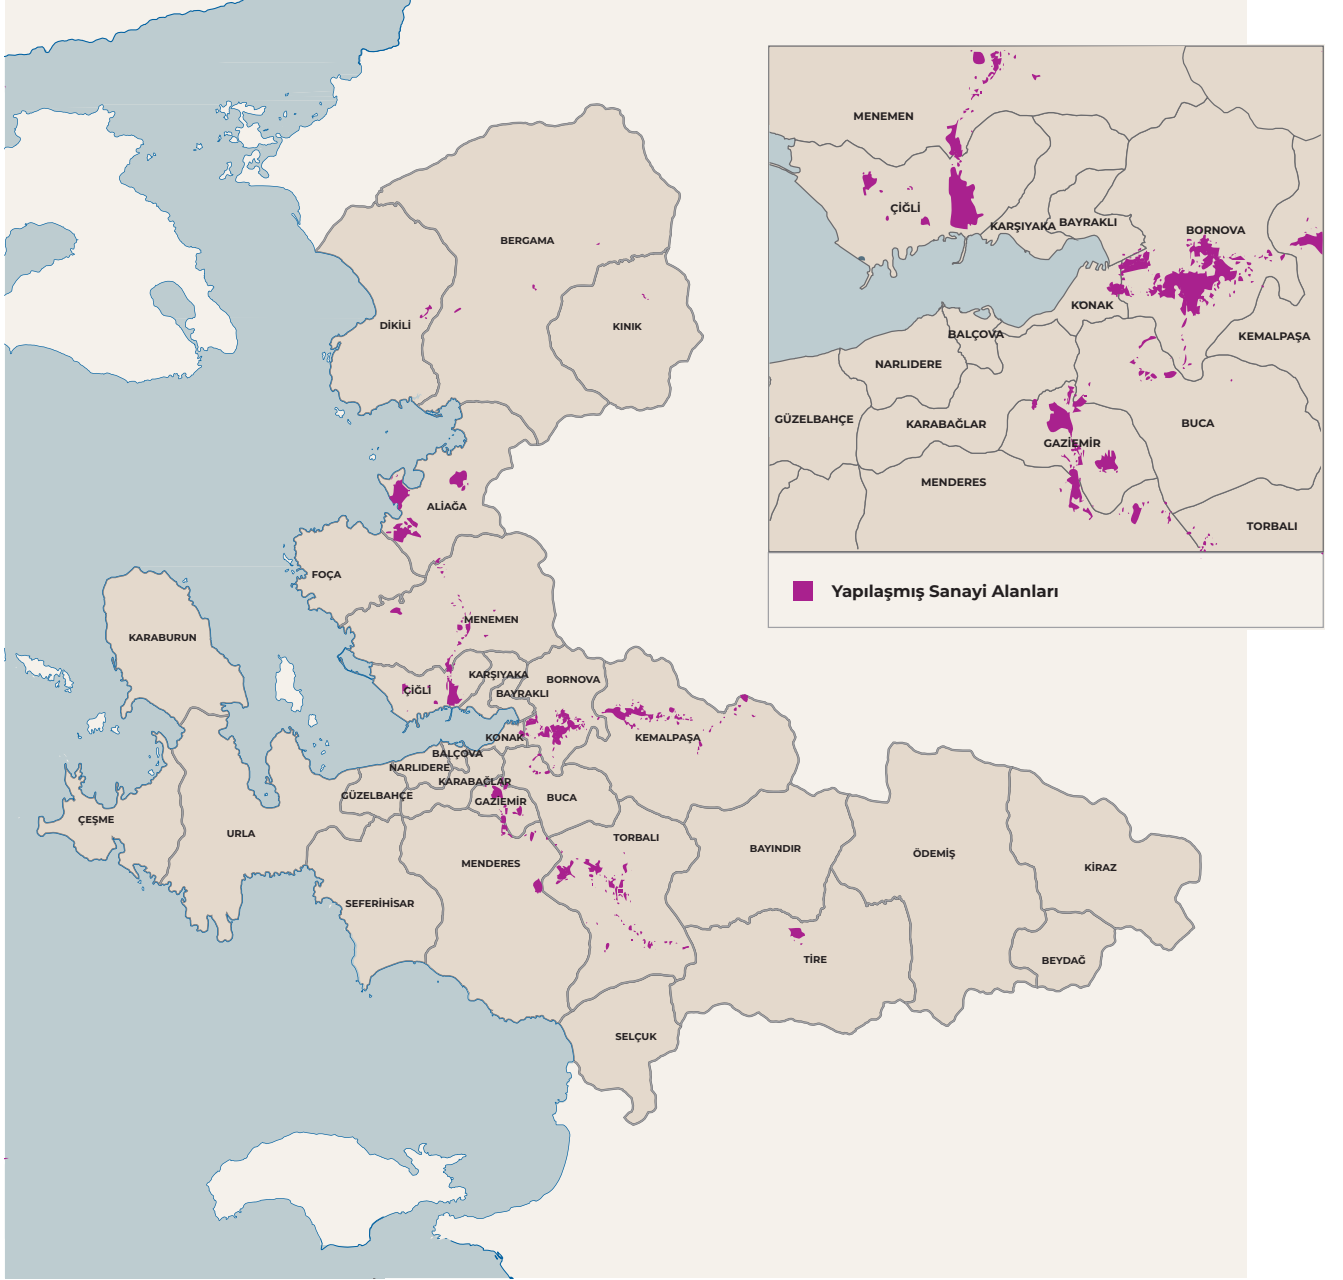 MENEMEN
ÇİĞLİ
KARŞIYAKA
BAYRAKLI
BORNOVA
KONAK
BALÇOVA
KEMALPAŞA
NARLIDERE
GÜZELBAHÇE
KARABAĞLAR
BUCA
GAZİEMİR
MENDERES
TORBALI
Yapılaşmış Sanayi Alanları
BERGAMA
DİKİLİ
KINIK
ALİAĞA
FOÇA
MENEMEN
KARABURUN
KARŞIYAKA
BORNOVA
ÇİĞLİ
BAYRAKLI
KONAK
KEMALPAŞA
BALÇOVA
NARLIDERE
KARABAĞLAR
GÜZELBAHÇE
GAZİEMİR
BUCA
ÇEŞME
URLA
TORBALI
BAYINDIR
ÖDEMİŞ
MENDERES
KİRAZ
SEFERİHİSAR
TİRE
BEYDAĞ
SELÇUK